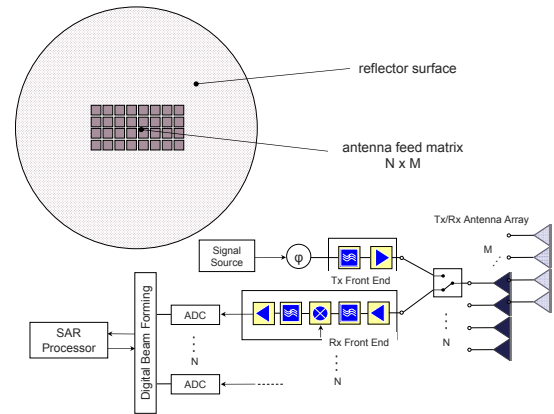 reflector surface
antenna feed matrix
N x M
Tx/Rx Antenna Array
M
Signal
Source
φ
Tx Front End
Digital Beam Forming
ADC
SAR
Processor
Rx Front End
N
N
N
ADC